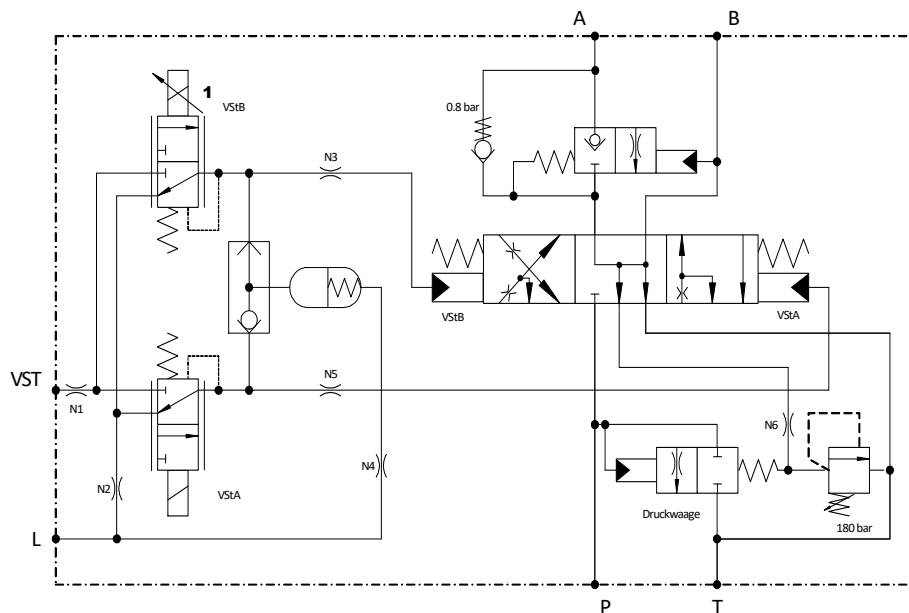 A
B
1
VStB
0.8 bar
N3
VStB
VStA
VST
N1
N5
N6
N4
N2
VStA
Druckwaage
180 bar
L
P
T